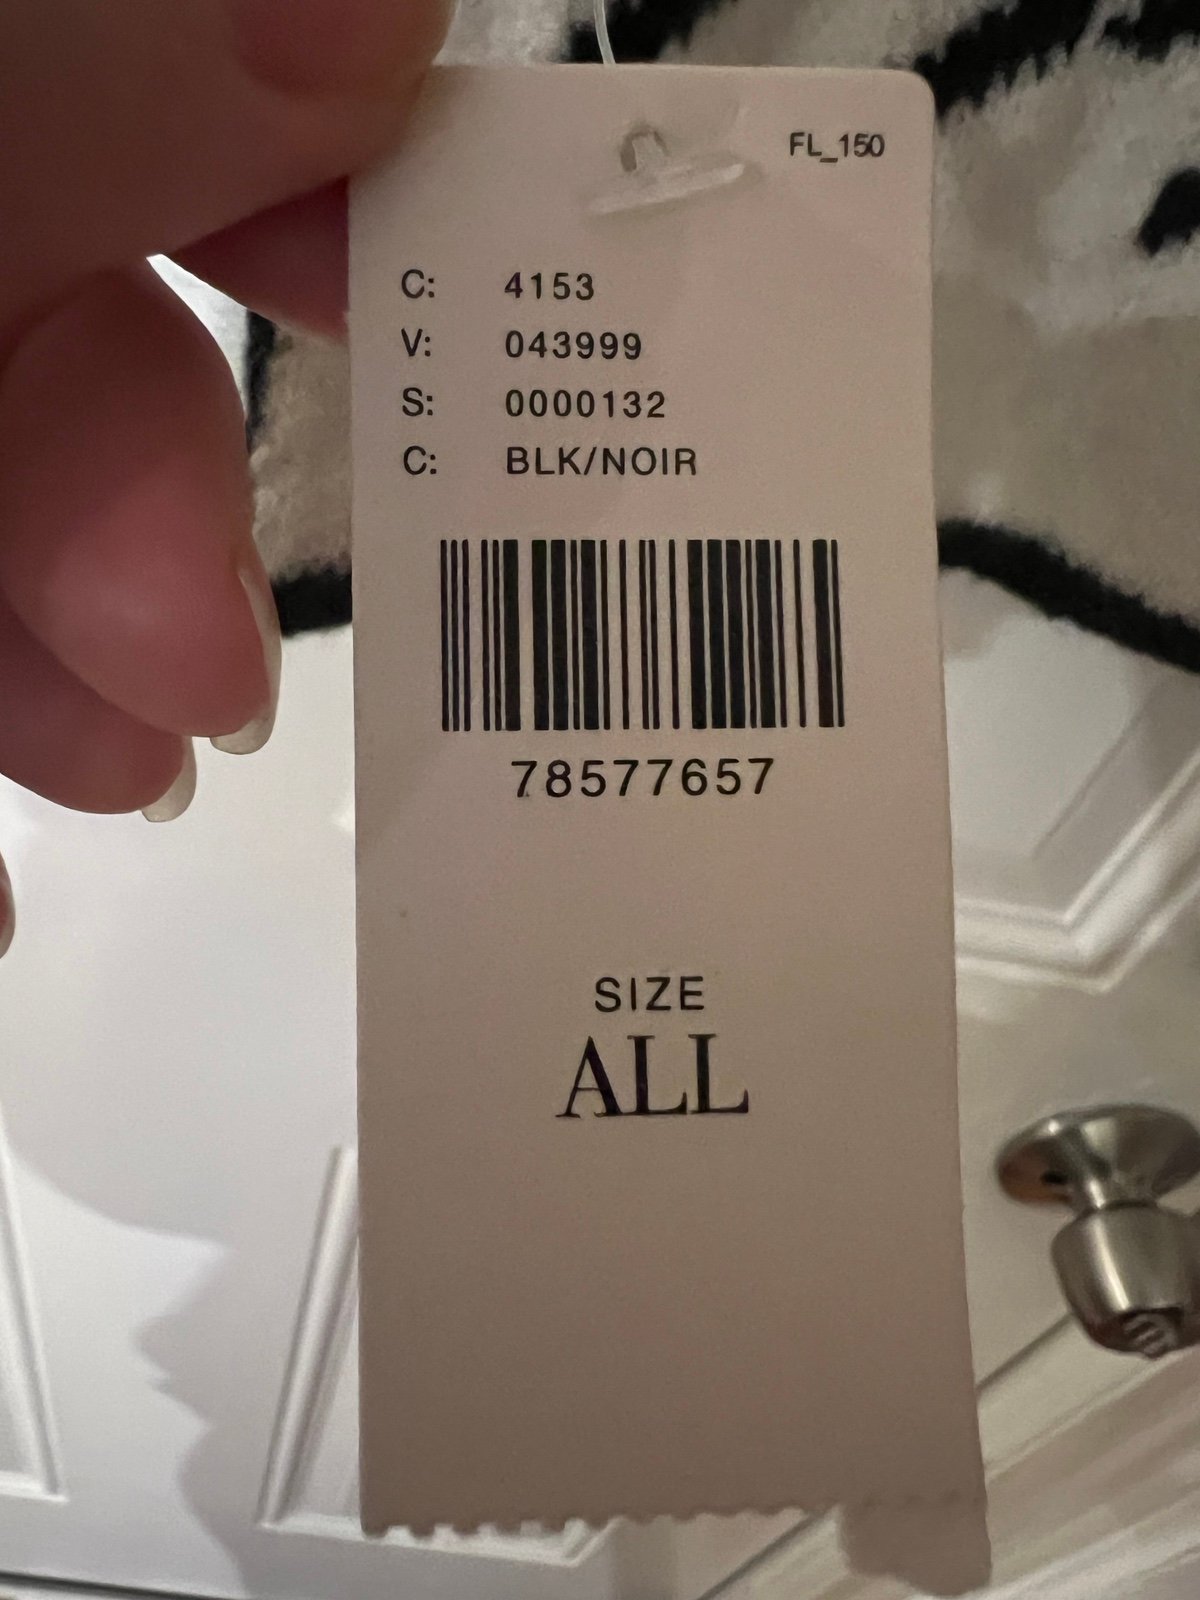 FL_150
C: 4153
V: 043999
S: 0000132
C: BLK/NOIR
78577657
SIZE
ALL